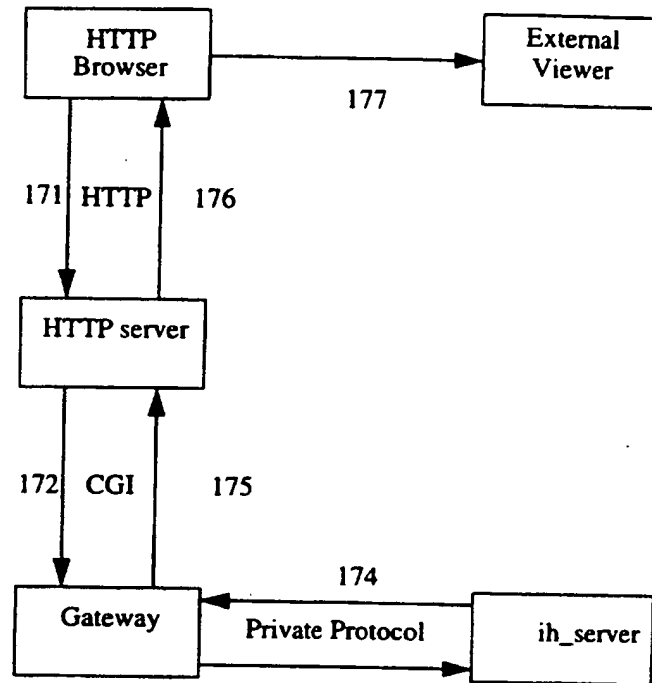 HTTP
Browser
External
Viewer
177
171
HTTP
176
HTTP server
172
CGI
175
174
Gateway
Private Protocol
ih_server